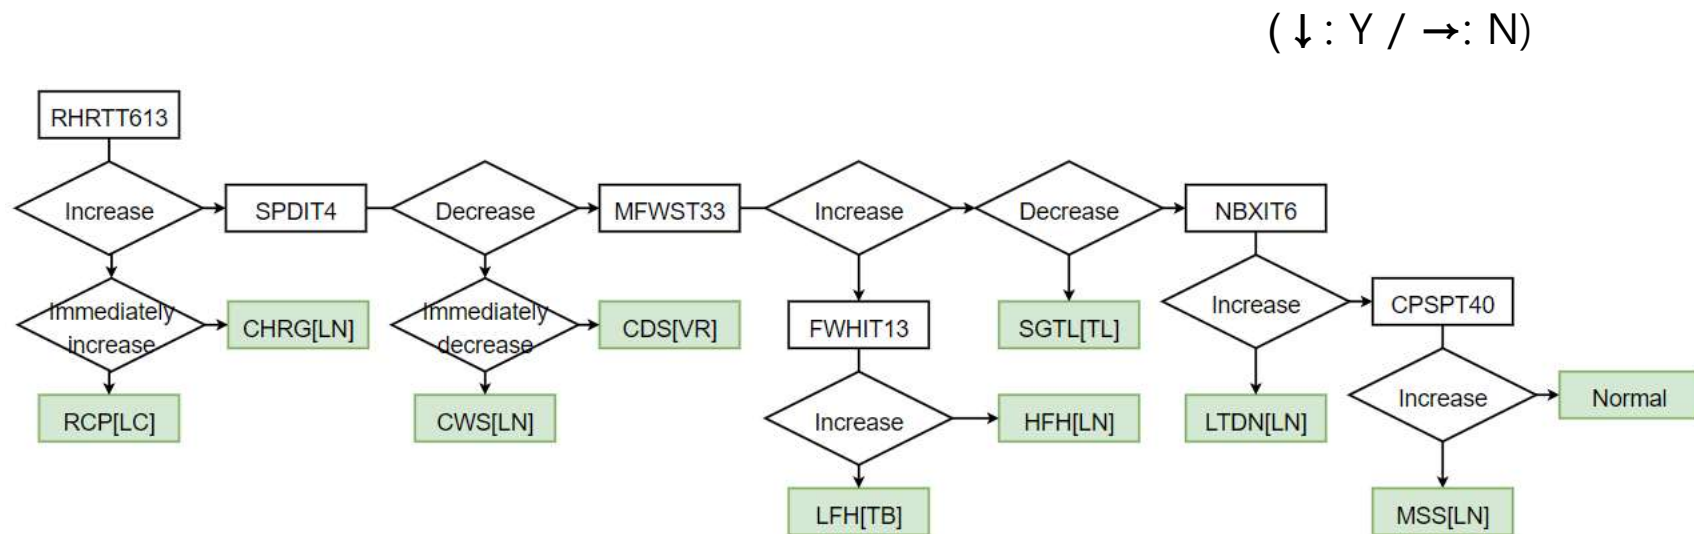 (↓: Y / →: N)
RHRTT613
Increase
SPDIT4
Decrease
MFWST33
Increase
Decrease
NBXIT6
Immediately
increase
CHRG[LN]
Immediately
decrease
CDS[VR]
FWHIT13
SGTL[TL]
Increase
CPSPT40
RCP[LC]
CWS[LN]
Increase
HFH[LN]
LTDN[LN]
Increase
Normal
LFH[TB]
MSS[LN]